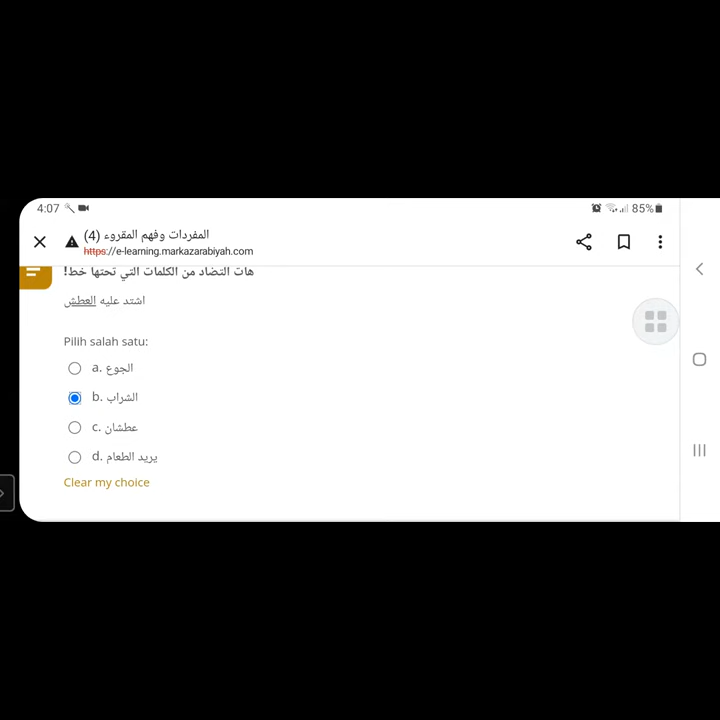 4:07
85%
المفردات وفهم المقروء (4)
https://e-learning.markazarabiyah.com
هات التضاد من الكلمات التي تحتها خط!
اشتد عليه العطش
Pilih salah satu:
a. الجوع
b. الشراب
c. عطشان
d. يريد الطعام
Clear my choice